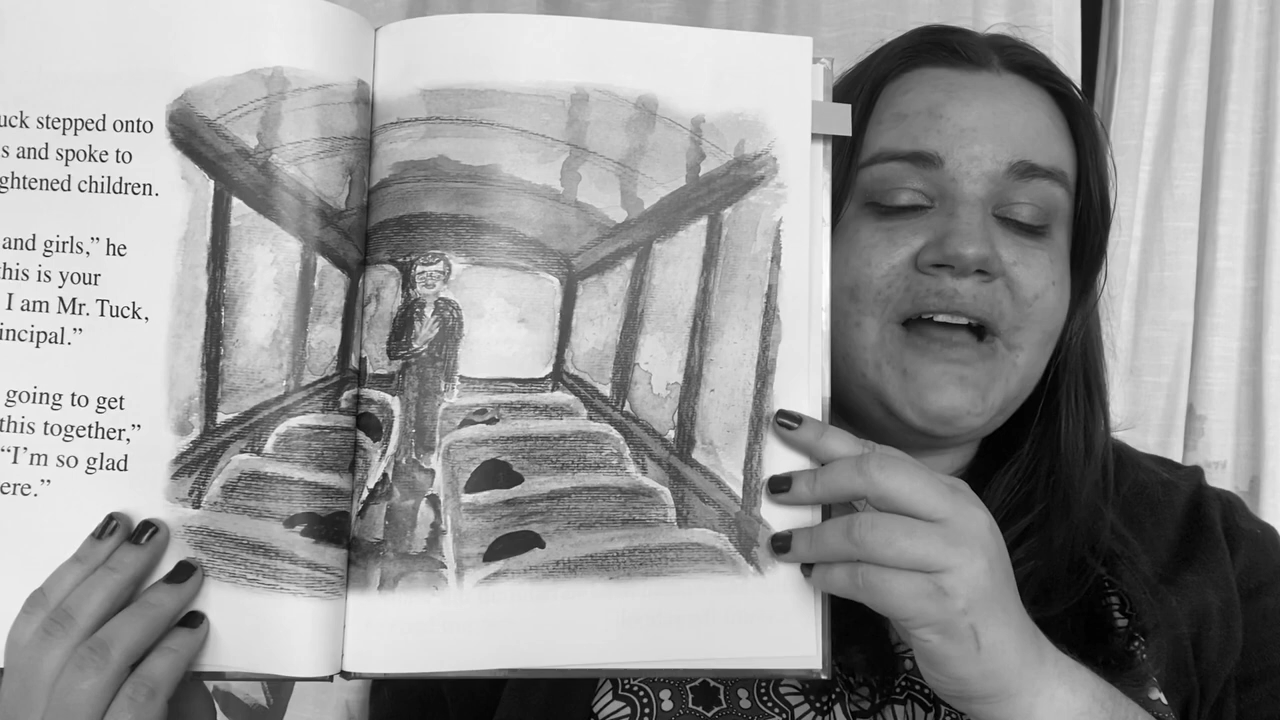 uck stepped onto
s and spoke to
ghtened children.
and girls,” he
this is your
I am Mr. Tuck,
incipal.”
going to get
this together,”
“I’m so glad
ere.”